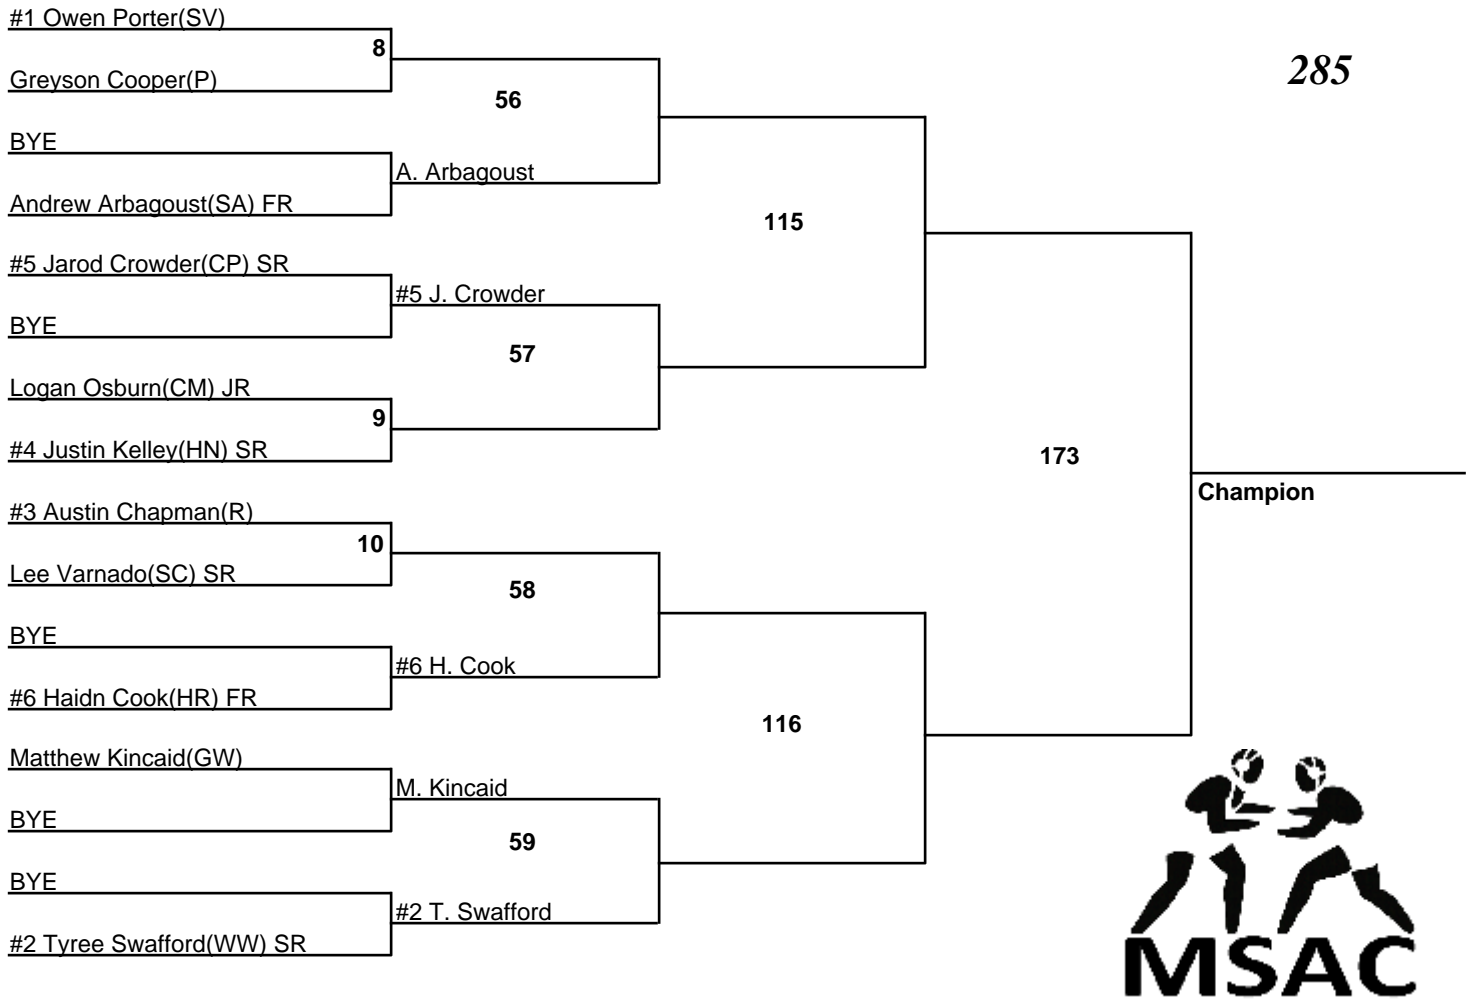 #1 Owen Porter(SV)
8
Greyson Cooper(P)
285
56
BYE
A. Arbagoust
Andrew Arbagoust(SA) FR
115
#5 Jarod Crowder(CP) SR
#5 J. Crowder
BYE
57
Logan Osburn(CM) JR
9
#4 Justin Kelley(HN) SR
173
Champion
#3 Austin Chapman(R)
10
Lee Varnado(SC) SR
58
BYE
#6 H. Cook
#6 Haidn Cook(HR) FR
116
Matthew Kincaid(GW)
M. Kincaid
BYE
59
BYE
#2 T. Swafford
#2 Tyree Swafford(WW) SR
MSAC